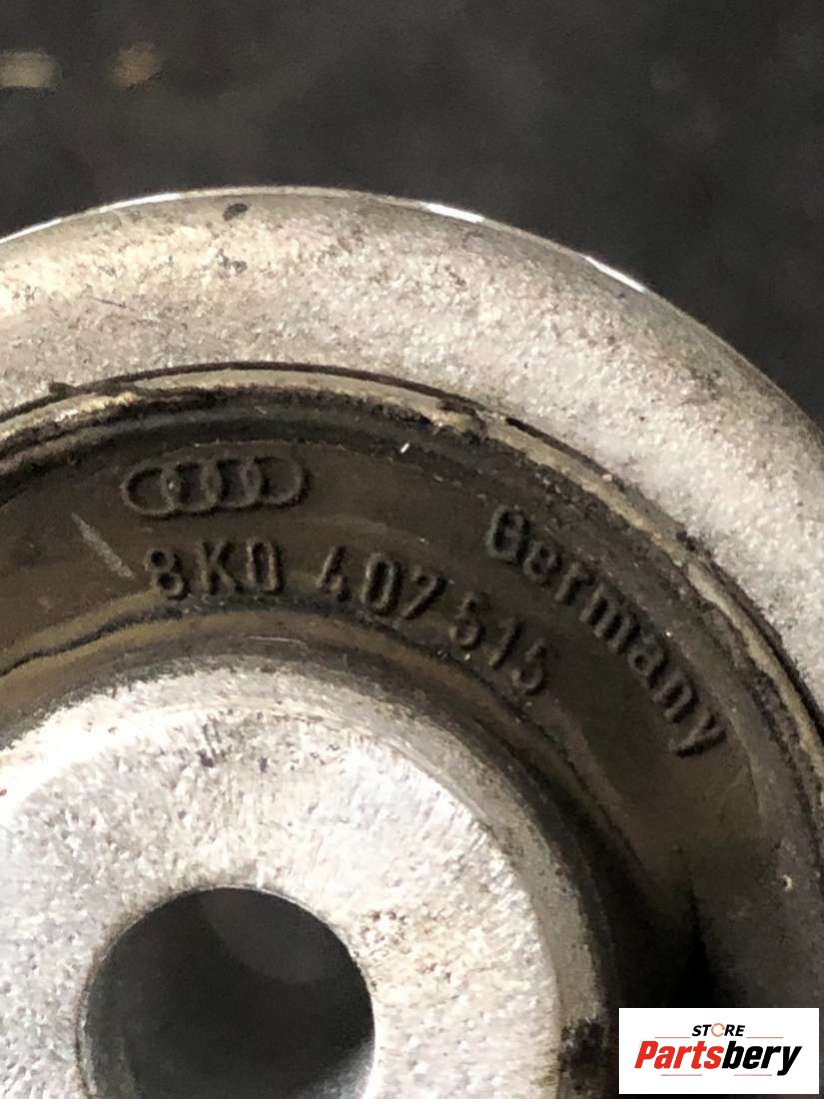 8K0 407 515
Germany
STORE
Partsbery